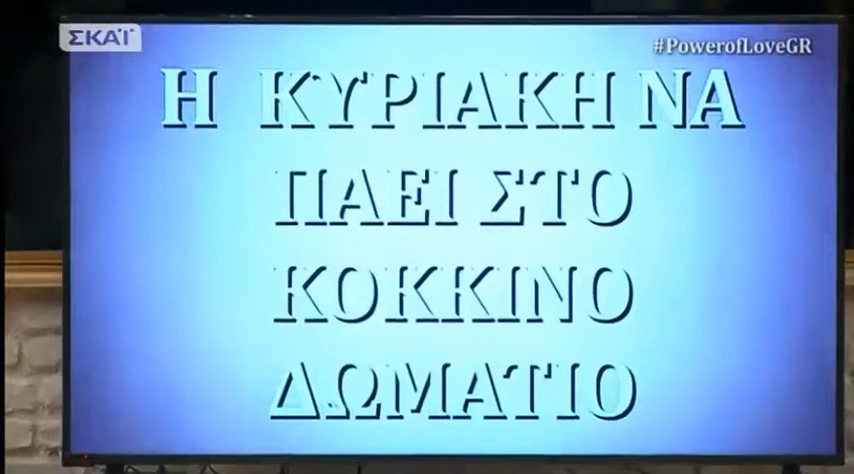 ΣΚΑΪ
#PowerofLoveGR
Η ΚΥΡΙΑΚΗ ΝΑ
ΠΑΕΙ ΣΤΟ
ΚΟΚΚΙΝΟ
ΔΩΜΑΤΙΟ